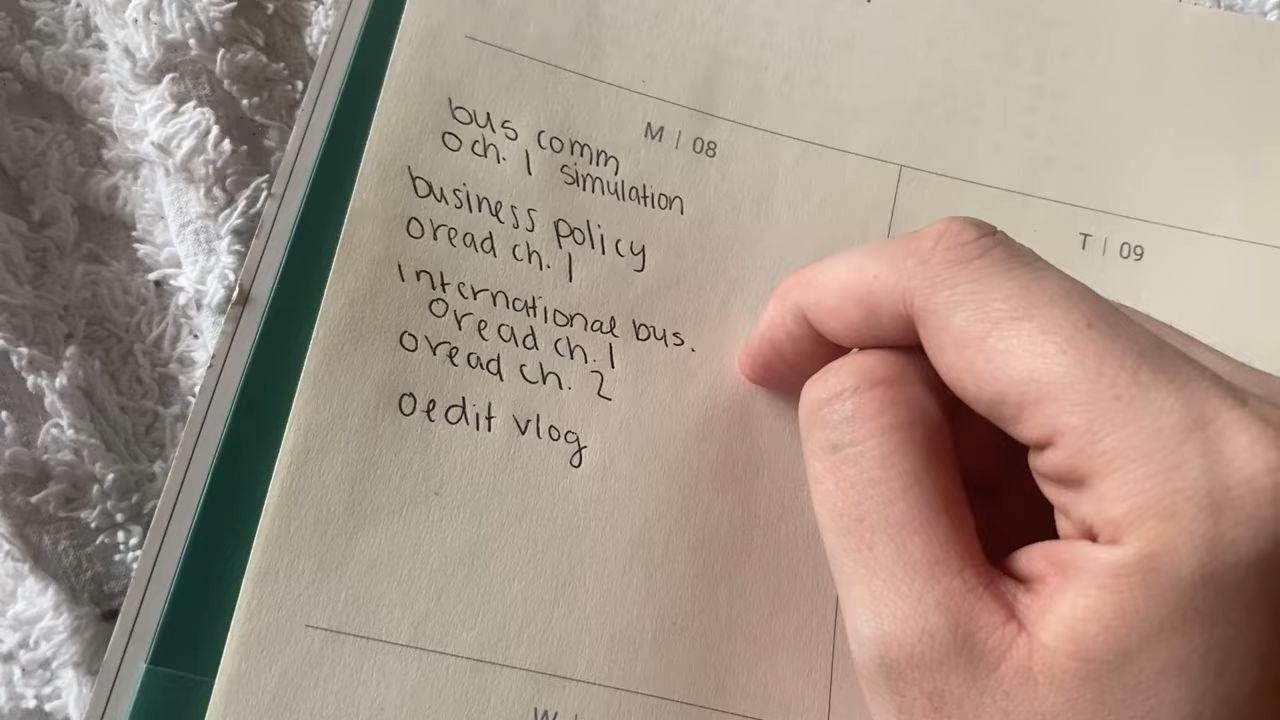 M | 08
bus comm
o ch. 1 simulation
business policy
o read ch. 1
international bus.
o read ch. 1
o read ch. 2
o edit vlog
T | 09
W |